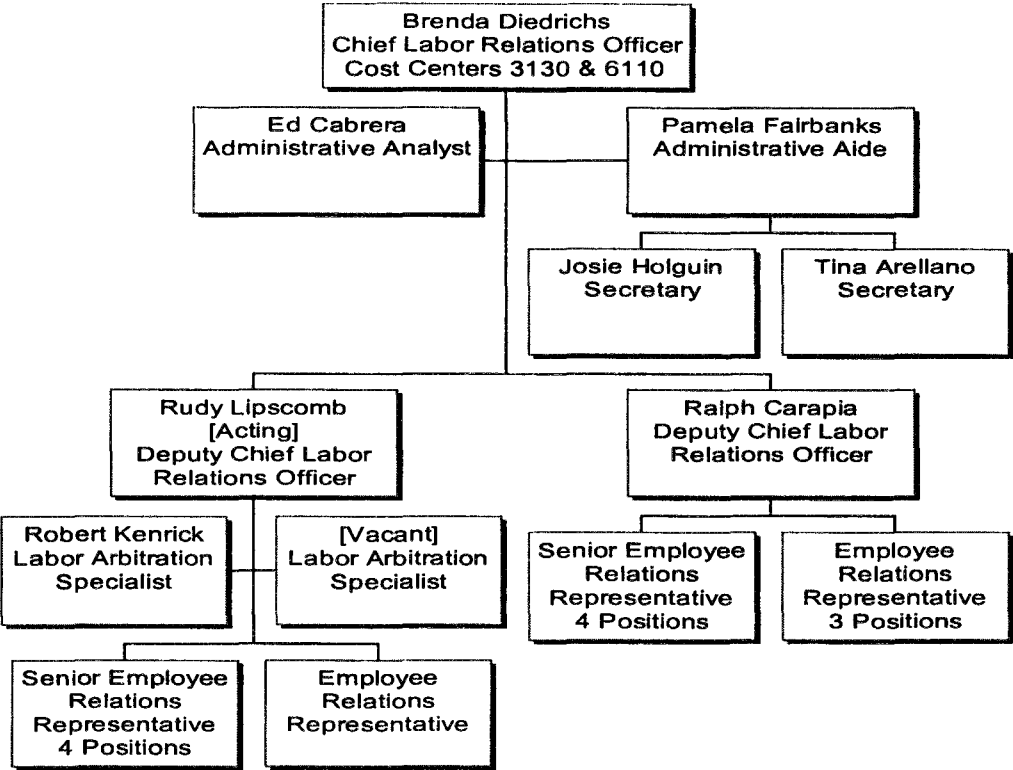 Brenda Diedrichs
Chief Labor Relations Officer
Cost Centers 3130 & 6110
Ed Cabrera
Administrative Analyst
Pamela Fairbanks
Administrative Aide
Josie Holguin
Secretary
Tina Arellano
Secretary
Rudy Lipscomb
[Acting]
Deputy Chief Labor
Relations Officer
Ralph Carapia
Deputy Chief Labor
Relations Officer
Robert Kenrick
Labor Arbitration
Specialist
[Vacant]
Labor Arbitration
Specialist
Senior Employee
Relations
Representative
4 Positions
Employee
Relations
Representative
3 Positions
Senior Employee
Relations
Representative
4 Positions
Employee
Relations
Representative